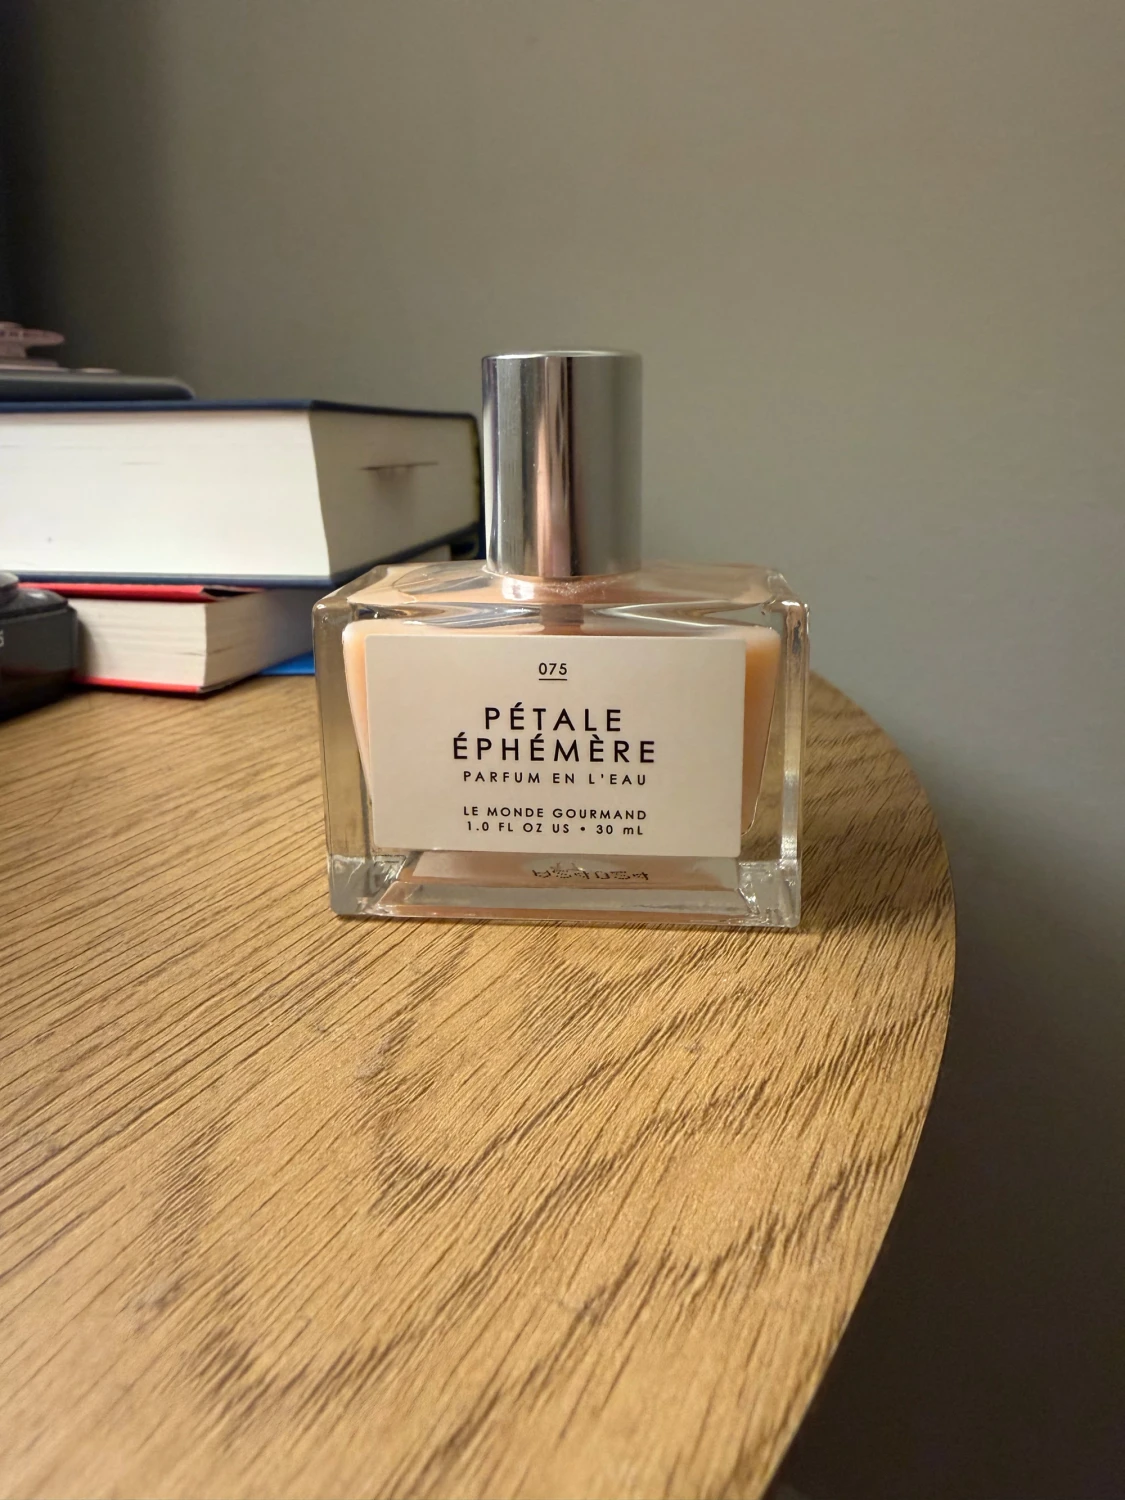 075
PÉTALE
ÉPHÉMÈRE
PARFUM EN L'EAU
LE MONDE GOURMAND
1.0 FL OZ US • 30 mL